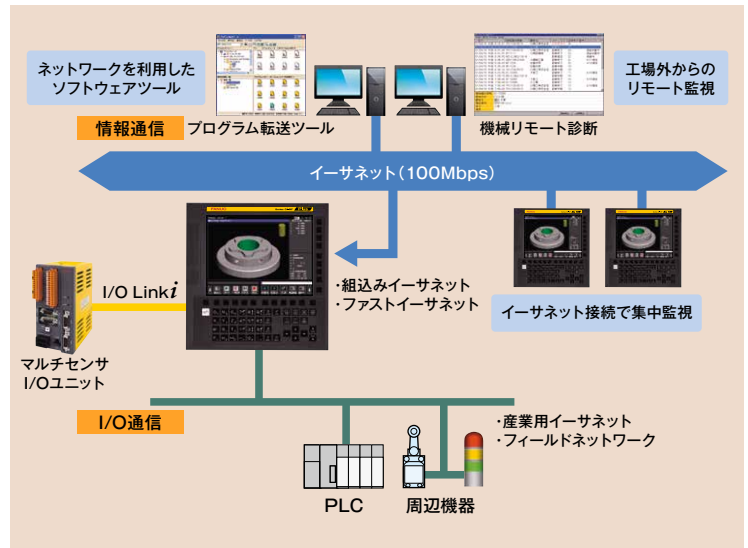 ネットワークを利用した
ソフトウェアツール
工場外からの
リモート監視
情報通信
プログラム転送ツール
機械リモート診断
イーサネット(100Mbps)
FANUC
I/O Link i
・組込みイーサネット
・ファストイーサネット
イーサネット接続で集中監視
マルチセンサ
I/Oユニット
I/O通信
・産業用イーサネット
・フィールドネットワーク
PLC
周辺機器